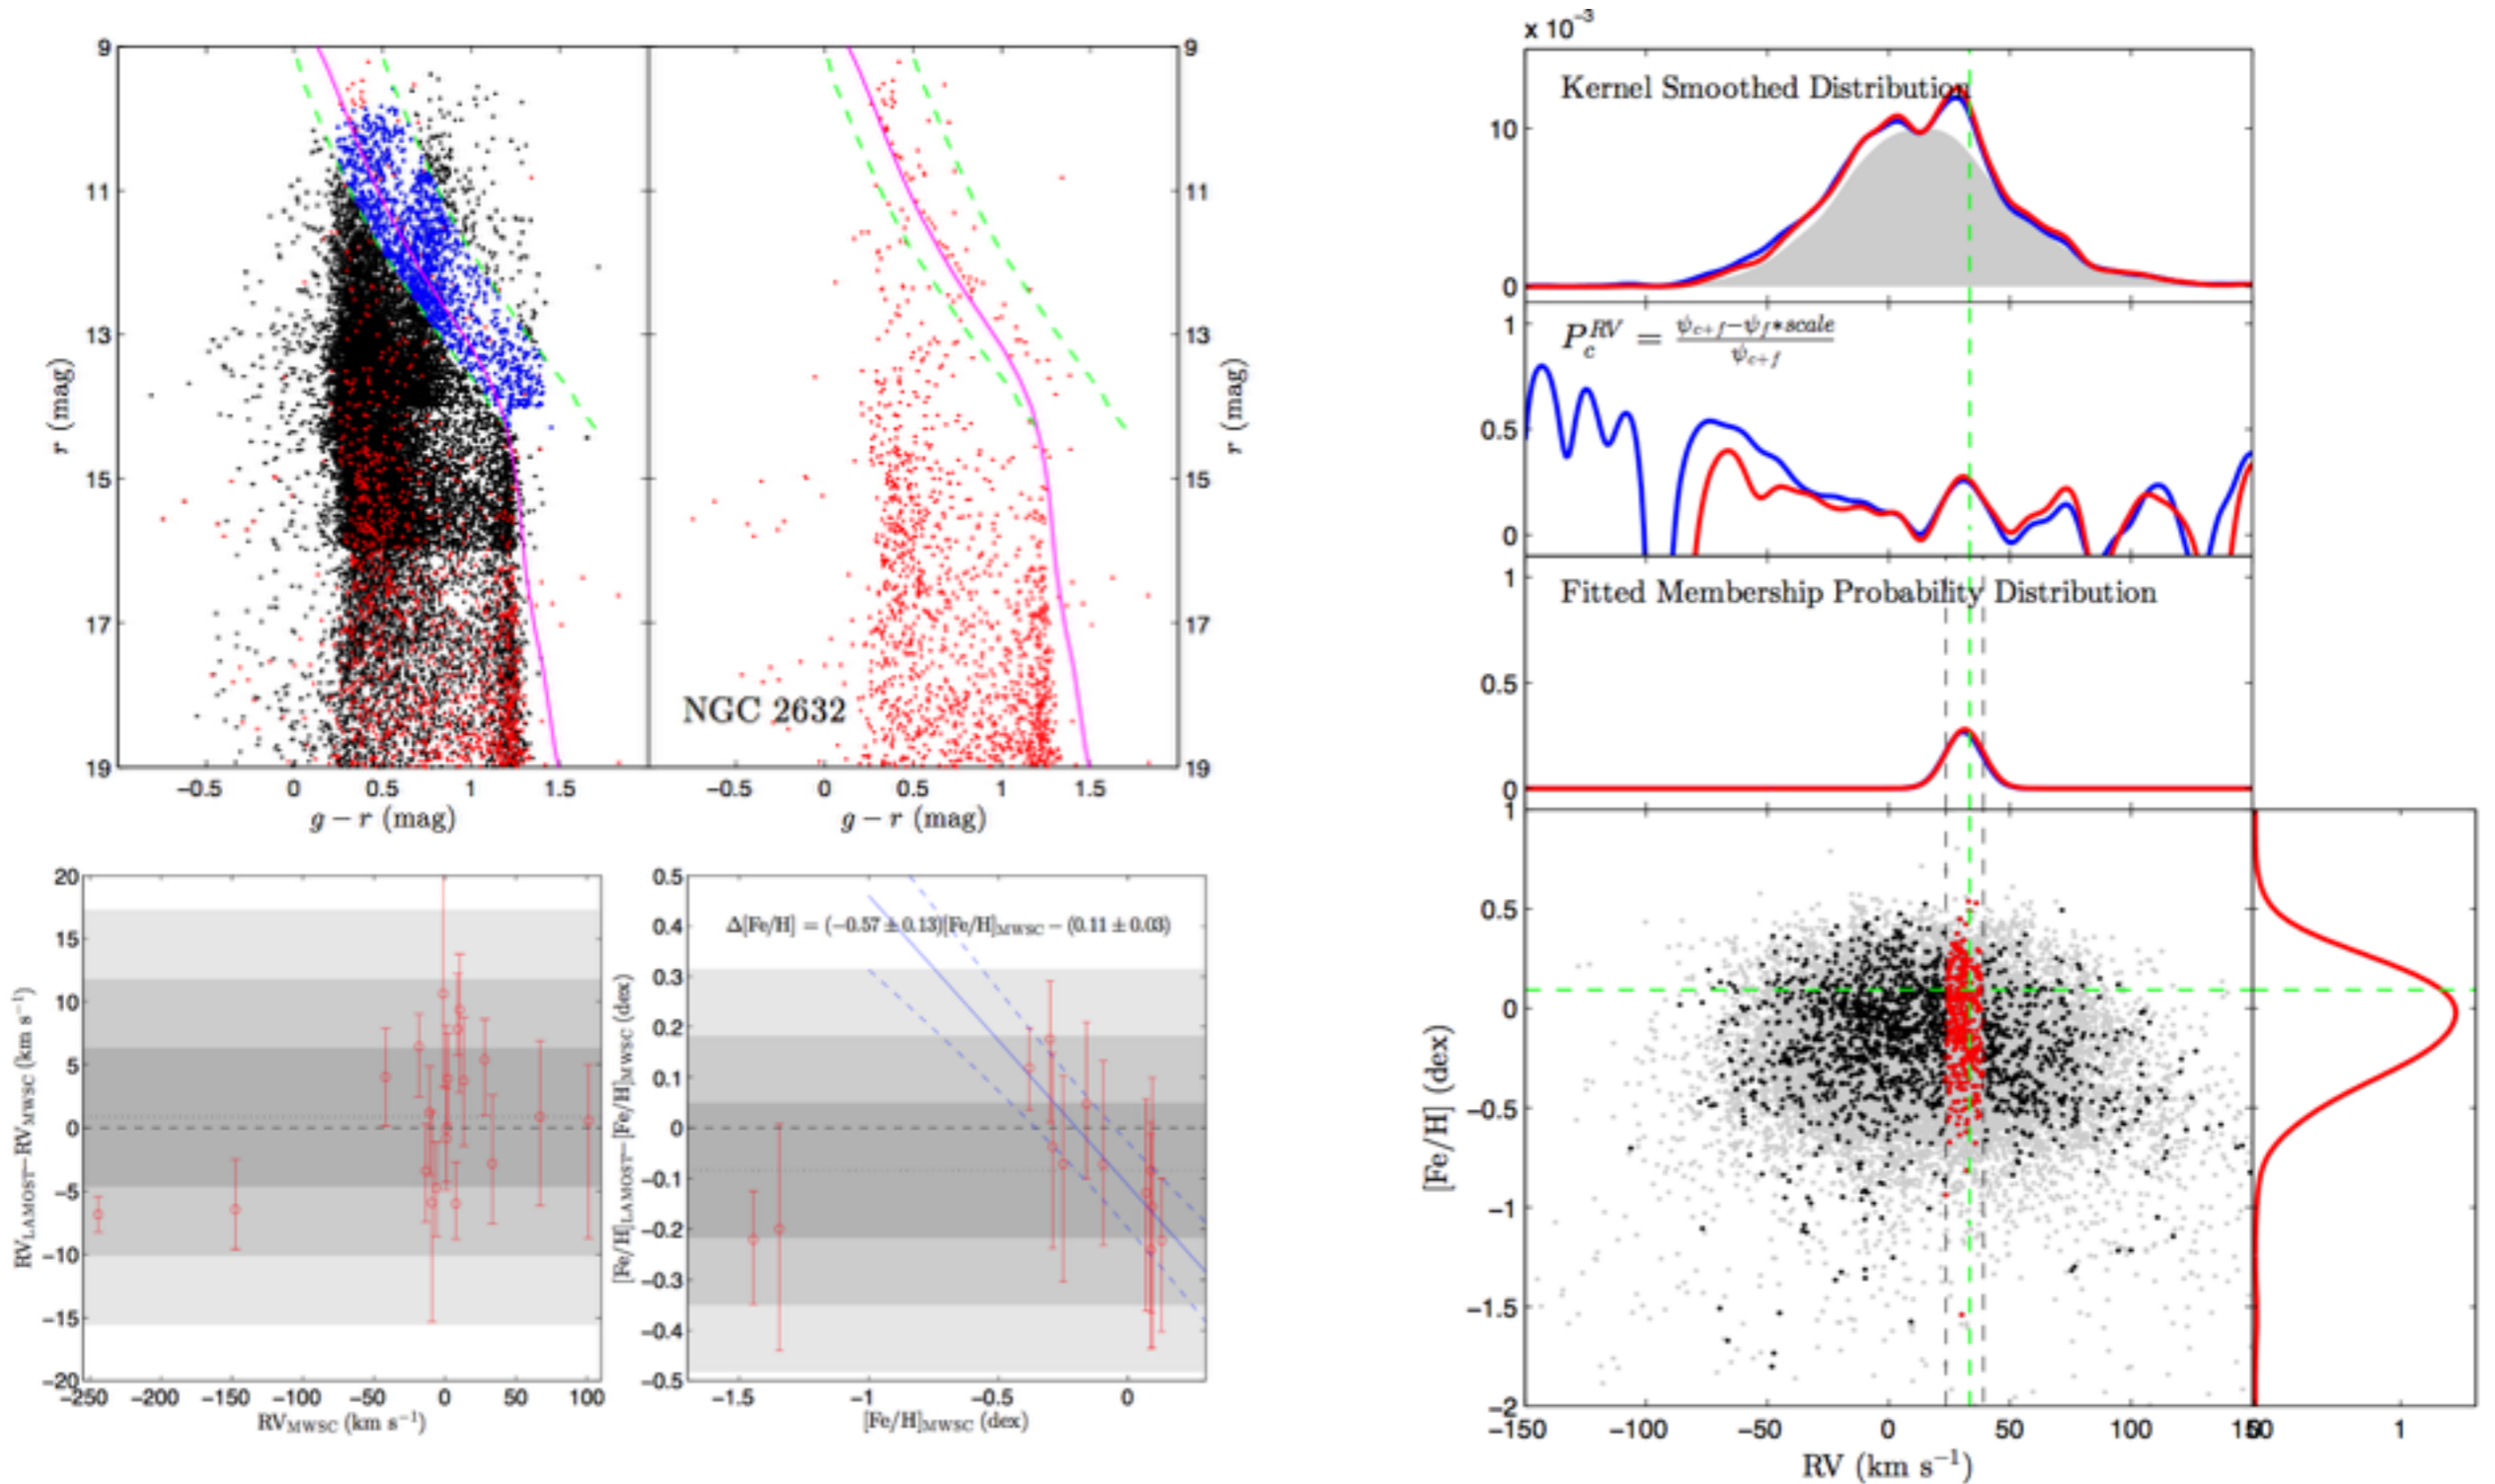 9
11
13
15
17
19
r (mag)
−0.5 0 0.5 1 1.5
g − r (mag)
NGC 2632
−0.5 0 0.5 1 1.5
g − r (mag)
9
11
13
15
17
19
r (mag)
20
15
10
5
0
−5
−10
−15
−20
RV_LAMOST−RV_MWSC (km s⁻¹)
−250 −200 −150 −100 −50 0 50 100
RV_MWSC (km s⁻¹)
0.5
0.4
0.3
0.2
0.1
0
−0.1
−0.2
−0.3
−0.4
−0.5
[Fe/H]_LAMOST−[Fe/H]_MWSC (dex)
Δ[Fe/H] = (−0.57 ± 0.13)[Fe/H]_MWSC − (0.11 ± 0.03)
−1.5 −1 −0.5 0
[Fe/H]_MWSC (dex)
x 10⁻³
Kernel Smoothed Distribution
10
0
P_c^RV = (ψ_c+f − ψ_f * scale) / ψ_c+f
1
0.5
0
Fitted Membership Probability Distribution
1
0.5
0
1
0.5
0
−0.5
−1
−1.5
−2
[Fe/H] (dex)
−150 −100 −50 0 50 100 150
0 1
RV (km s⁻¹)